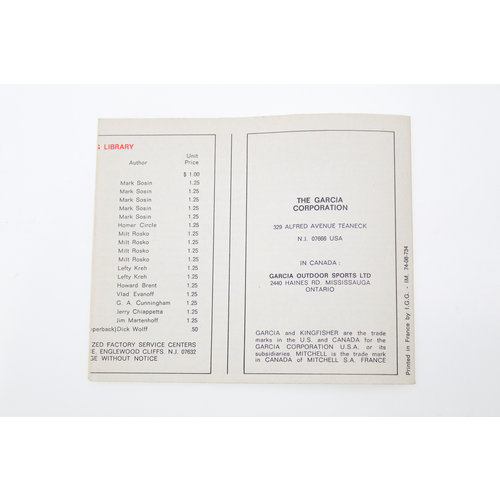 G LIBRARY
Author Unit Price
$ 1.00
Mark Sosin 1.25
Mark Sosin 1.25
Mark Sosin 1.25
Mark Sosin 1.25
Mark Sosin 1.25
Homer Circle 1.25
Milt Rosko 1.25
Milt Rosko 1.25
Milt Rosko 1.25
Milt Rosko 1.25
Lefty Kreh 1.25
Lefty Kreh 1.25
Howard Brent 1.25
Vlad Evanoff 1.25
G. A. Cunningham 1.25
Jerry Chiappetta 1.25
Jim Martenhoff 1.25
perback) Dick Wolff .50
ZED FACTORY SERVICE CENTERS
E, ENGLEWOOD CLIFFS. N.J. 07632
GE WITHOUT NOTICE
THE GARCIA
CORPORATION
329 ALFRED AVENUE TEANECK
N.J. 07666 USA
IN CANADA :
GARCIA OUTDOOR SPORTS LTD
2440 HAINES RD. MISSISSAUGA
ONTARIO
GARCIA and KINGFISHER are the trade
marks in the U.S. and CANADA for the
GARCIA CORPORATION U.S.A. or its
subsidiaries. MITCHELL is the trade mark
in CANADA of MITCHELL S.A. FRANCE
Printed in France by I.G.G. - IM. 74-08-734